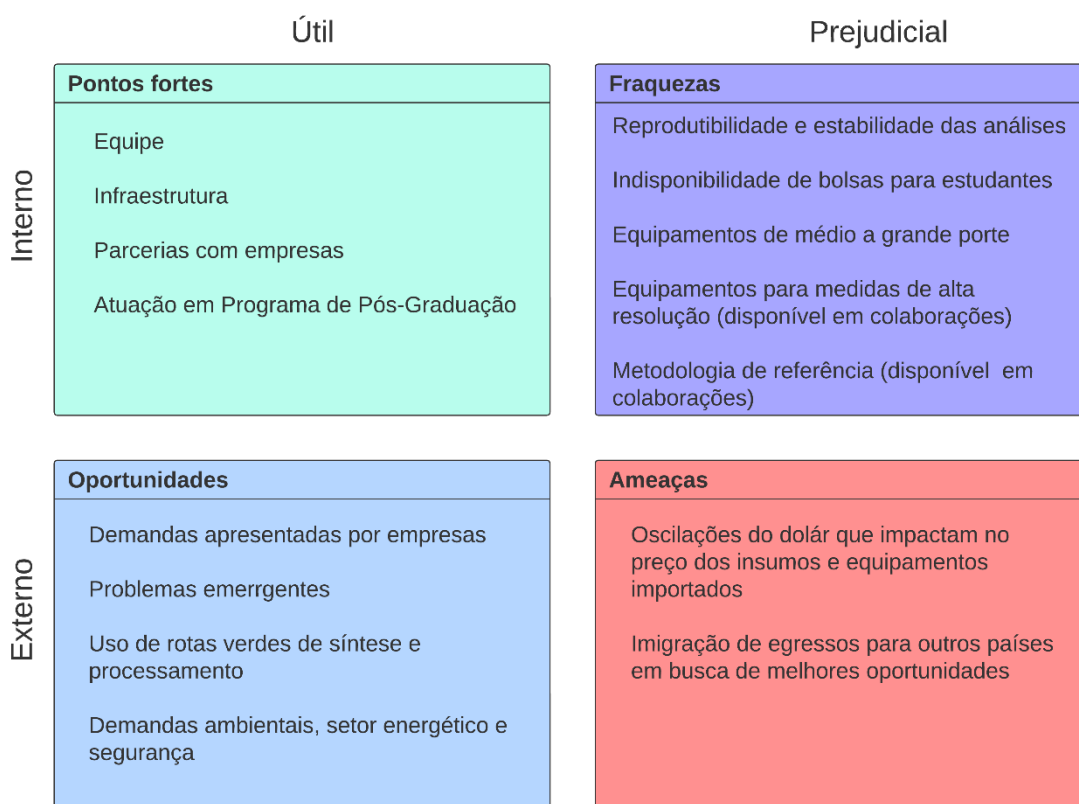 Útil
Prejudicial
Interno
Pontos fortes
Equipe
Infraestrutura
Parcerias com empresas
Atuação em Programa de Pós-Graduação
Fraquezas
Reprodutibilidade e estabilidade das análises
Indisponibilidade de bolsas para estudantes
Equipamentos de médio a grande porte
Equipamentos para medidas de alta
resolução (disponível em colaborações)
Metodologia de referência (disponível  em
colaborações)
Externo
Oportunidades
Demandas apresentadas por empresas
Problemas emerrgentes
Uso de rotas verdes de síntese e
processamento
Demandas ambientais, setor energético e
segurança
Ameaças
Oscilações do dolár que impactam no
preço dos insumos e equipamentos
importados
Imigração de egressos para outros países
em busca de melhores oportunidades